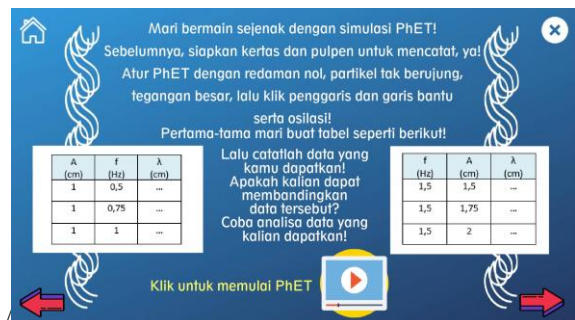 Mari bermain sejenak dengan simulasi PhET!
Sebelumnya, siapkan kertas dan pulpen untuk mencatat, ya!
Atur PhET dengan redaman nol, partikel tak berujung,
tegangan besar, lalu klik penggaris dan garis bantu
serta osilasi!
Pertama-tama mari buat tabel seperti berikut!
A (cm) f (Hz) λ (cm)
1 0,5 ...
1 0,75 ...
1 1 ...
Lalu catatlah data yang
kamu dapatkan!
Apakah kalian dapat
membandingkan
data tersebut?
Coba analisa data yang
kalian dapatkan!
f (Hz) A (cm) λ (cm)
1,5 1,5 ...
1,5 1,75 ...
1,5 2 ...
Klik untuk memulai PhET